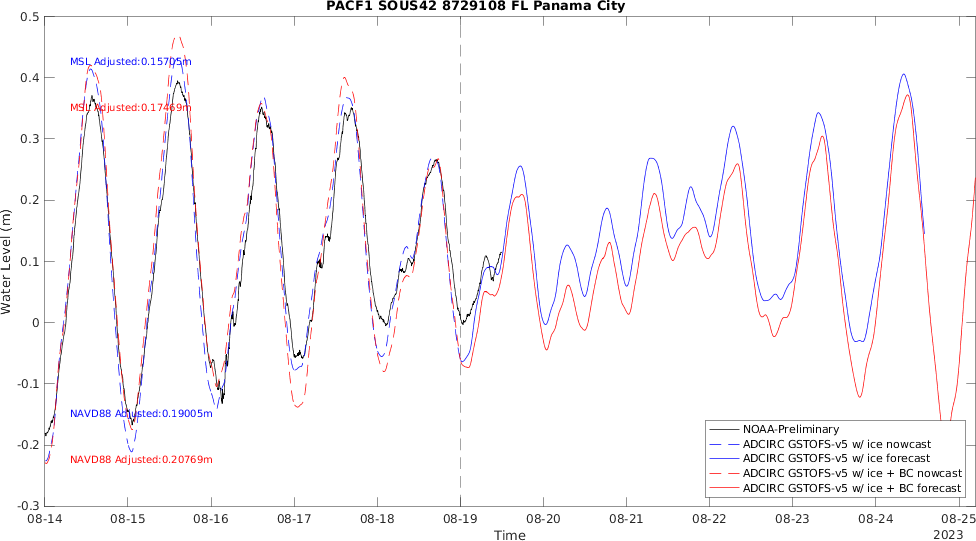 PACF1 SOUS42 8729108 FL Panama City
0.5
0.4
0.3
0.2
0.1
0
-0.1
-0.2
-0.3
Water Level (m)
MSL Adjusted:0.15705m
MSL Adjusted:0.17469m
NAVD88 Adjusted:0.19005m
NAVD88 Adjusted:0.20769m
NOAA-Preliminary
ADCIRC GSTOFS-v5 w/ ice nowcast
ADCIRC GSTOFS-v5 w/ ice forecast
ADCIRC GSTOFS-v5 w/ ice + BC nowcast
ADCIRC GSTOFS-v5 w/ ice + BC forecast
08-14 08-15 08-16 08-17 08-18 08-19 08-20 08-21 08-22 08-23 08-24 08-25
Time
2023